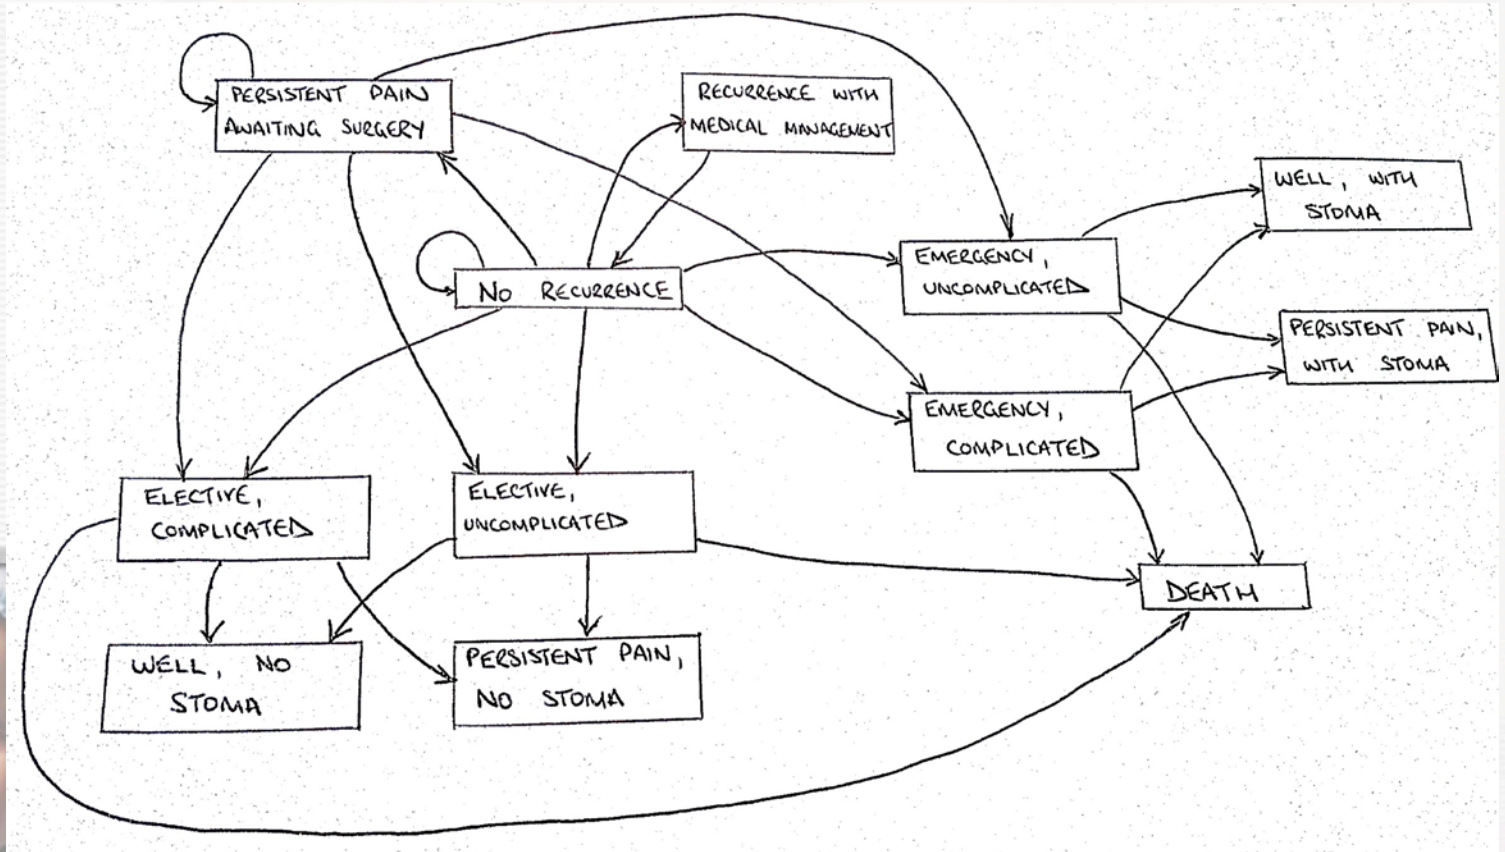 PERSISTENT PAIN
AWAITING SURGERY
RECURRENCE WITH
MEDICAL MANAGEMENT
WELL, WITH
STOMA
EMERGENCY,
UNCOMPLICATED
NO RECURRENCE
PERSISTENT PAIN,
WITH STOMA
EMERGENCY,
COMPLICATED
ELECTIVE,
COMPLICATED
ELECTIVE,
UNCOMPLICATED
DEATH
WELL, NO
STOMA
PERSISTENT PAIN,
NO STOMA